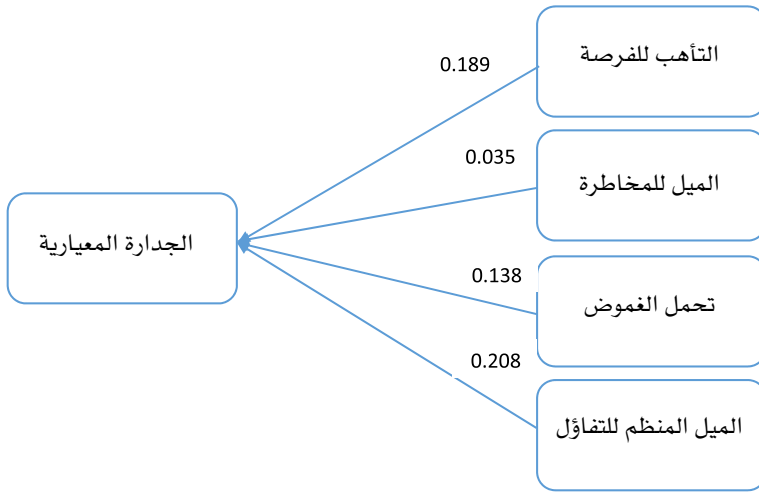 التأهب للفرصة
0.189
الميل للمخاطرة
0.035
الجدارة المعيارية
تحمل الغموض
0.138
0.208
الميل المنظم للتفاؤل